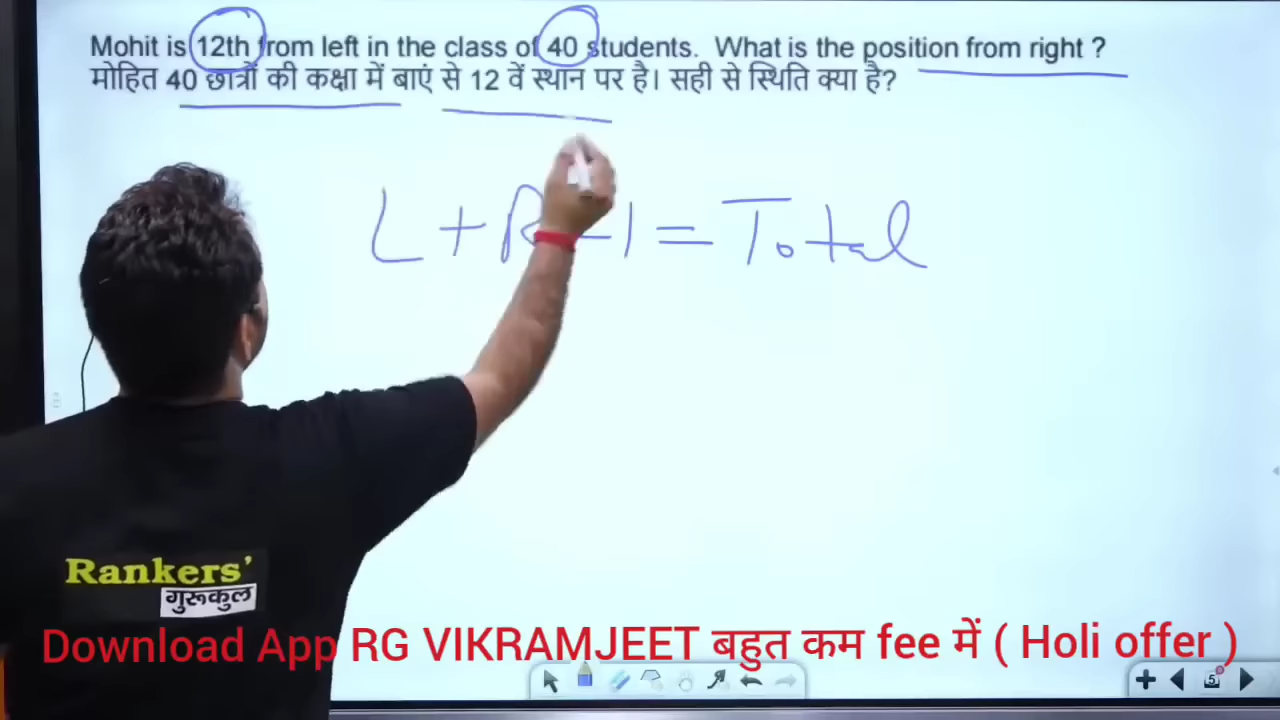 Mohit is 12th from left in the class of 40 students. What is the position from right ?
मोहित 40 छात्रों की कक्षा में बाएं से 12 वें स्थान पर है। सही से स्थिति क्या है?
L + R - 1 = Total
Rankers'
गुरूकुल
Download App RG VIKRAMJEET बहुत कम fee में ( Holi offer )
5